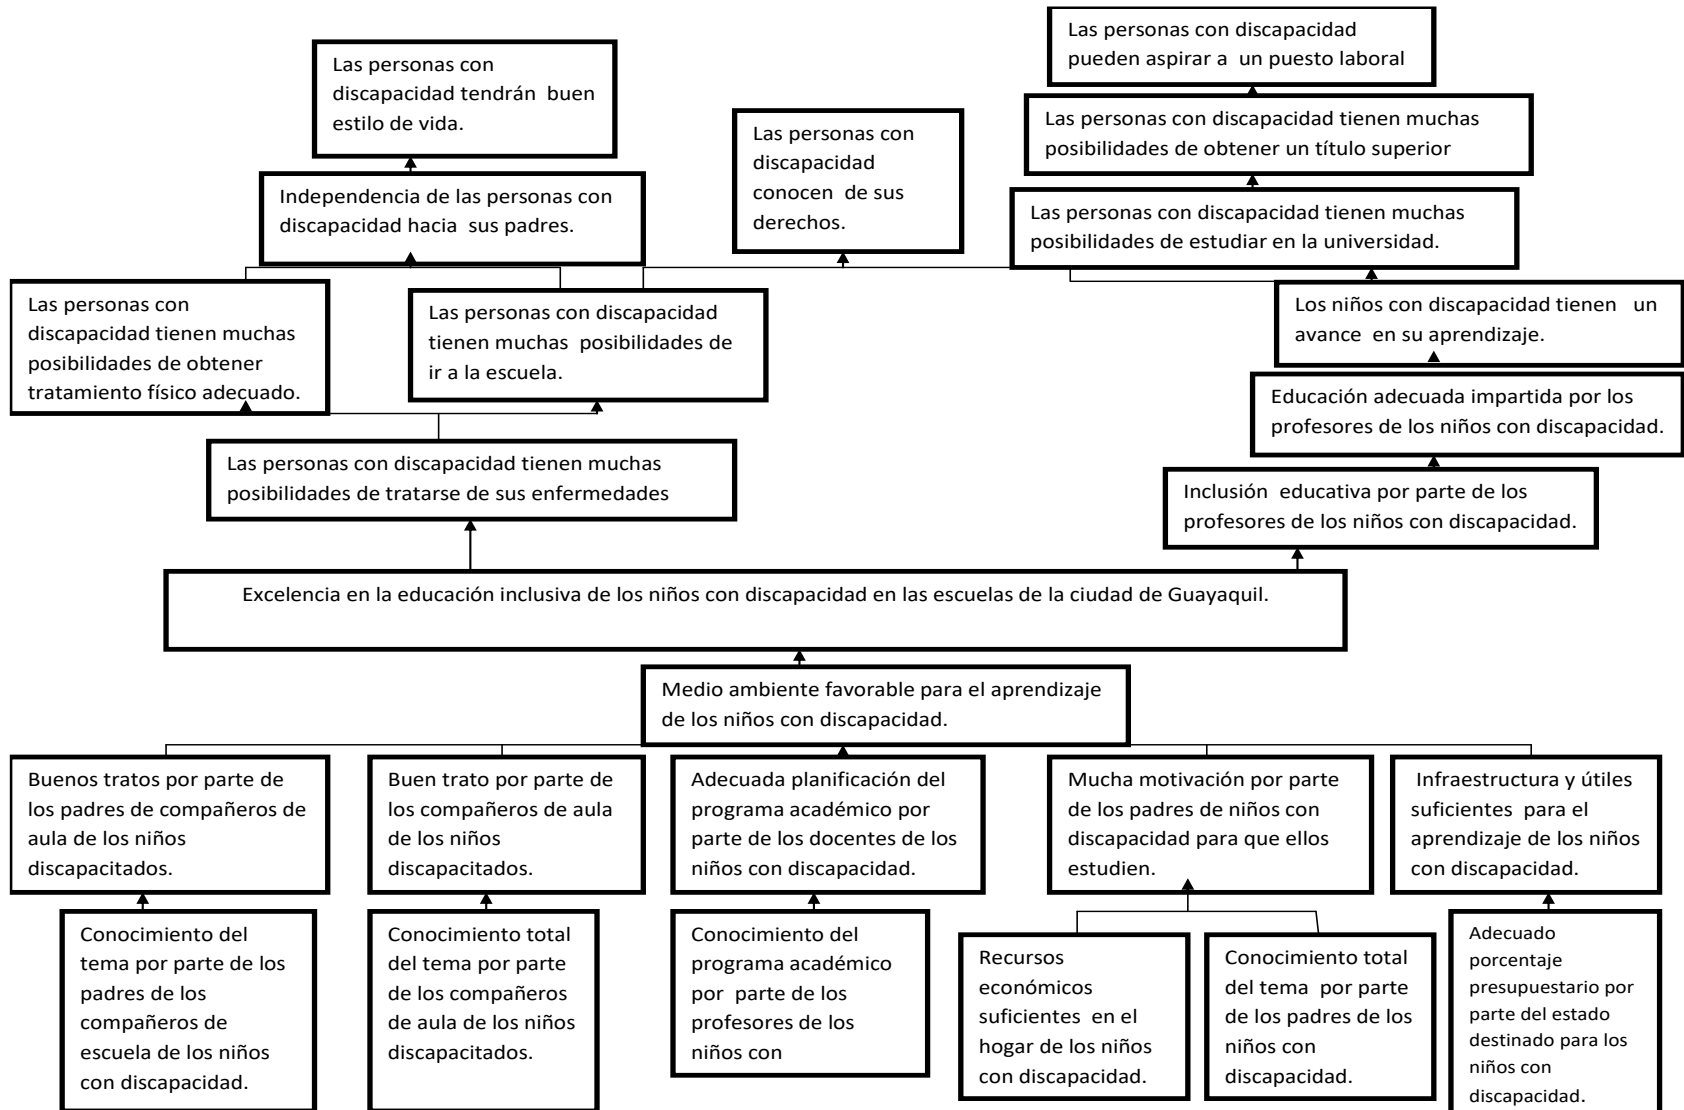 Las personas con discapacidad
pueden aspirar a un puesto laboral
Las personas con
discapacidad tendrán buen
estilo de vida.
Las personas con discapacidad tienen muchas
posibilidades de obtener un título superior
Las personas con
discapacidad
conocen de sus
derechos.
Independencia de las personas con
discapacidad hacia sus padres.
Las personas con discapacidad tienen muchas
posibilidades de estudiar en la universidad.
Las personas con
discapacidad tienen muchas
posibilidades de obtener
tratamiento físico adecuado.
Las personas con discapacidad
tienen muchas posibilidades de
ir a la escuela.
Los niños con discapacidad tienen un
avance en su aprendizaje.
Educación adecuada impartida por los
profesores de los niños con discapacidad.
Las personas con discapacidad tienen muchas
posibilidades de tratarse de sus enfermedades
Inclusión educativa por parte de los
profesores de los niños con discapacidad.
Excelencia en la educación inclusiva de los niños con discapacidad en las escuelas de la ciudad de Guayaquil.
Medio ambiente favorable para el aprendizaje
de los niños con discapacidad.
Buenos tratos por parte de
los padres de compañeros de
aula de los niños
discapacitados.
Buen trato por parte de
los compañeros de aula
de los niños
discapacitados.
Adecuada planificación del
programa académico por
parte de los docentes de los
niños con discapacidad.
Mucha motivación por parte
de los padres de niños con
discapacidad para que ellos
estudien.
Infraestructura y útiles
suficientes para el
aprendizaje de los niños
con discapacidad.
Conocimiento del
tema por parte de los
padres de los
compañeros de
escuela de los niños
con discapacidad.
Conocimiento total
del tema por parte
de los compañeros
de aula de los niños
discapacitados.
Conocimiento del
programa académico
por parte de los
profesores de los
niños con
Recursos
económicos
suficientes en el
hogar de los niños
con discapacidad.
Conocimiento total
del tema por parte
de los padres de los
niños con
discapacidad.
Adecuado
porcentaje
presupuestario por
parte del estado
destinado para los
niños con
discapacidad.